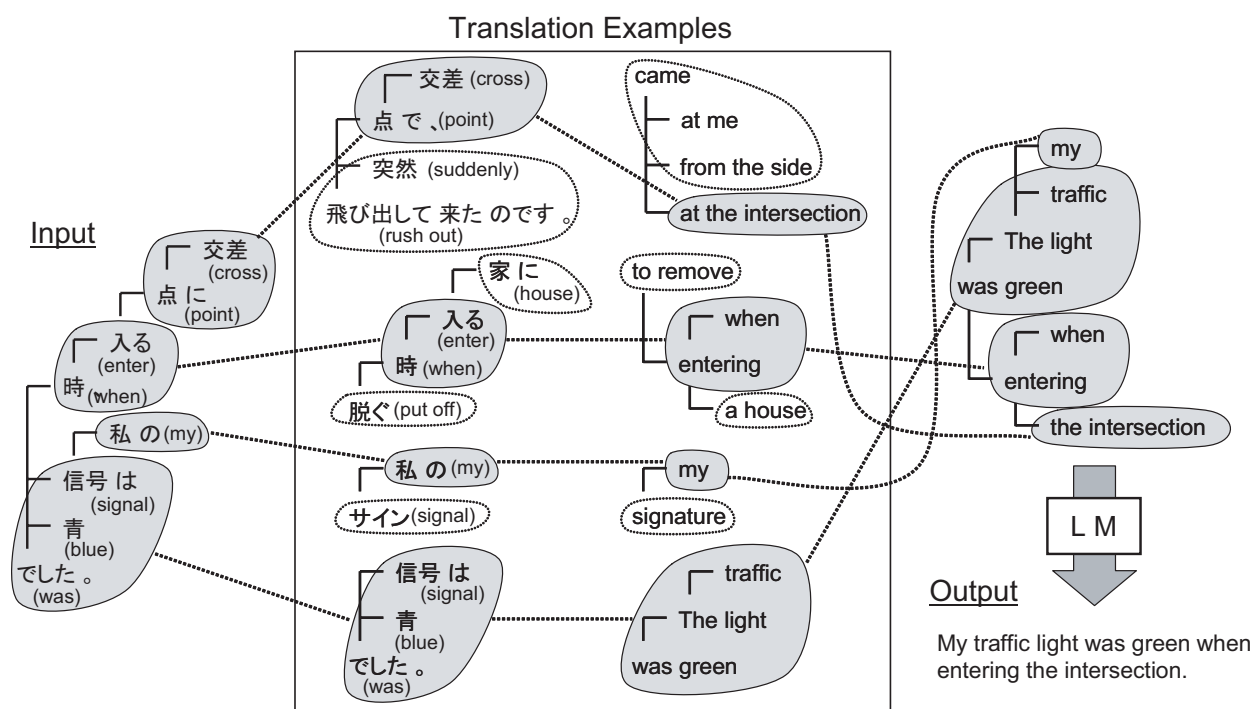 Translation Examples
Input
交差
(cross)
点 に
(point)
入る
(enter)
時、
(when)
私 の (my)
信号 は
(signal)
青
(blue)
でした 。
(was)
交差 (cross)
点 で 、(point)
突然 (suddenly)
飛び出して 来た のです 。
(rush out)
家 に
(house)
入る
(enter)
時 (when)
脱ぐ (put off)
私 の (my)
サイン (signal)
信号 は
(signal)
青
(blue)
でした 。
(was)
came
at me
from the side
at the intersection
to remove
when
entering
a house
my
signature
traffic
The light
was green
my
traffic
The light
was green
when
entering
the intersection
L M
Output
My traffic light was green when
entering the intersection.